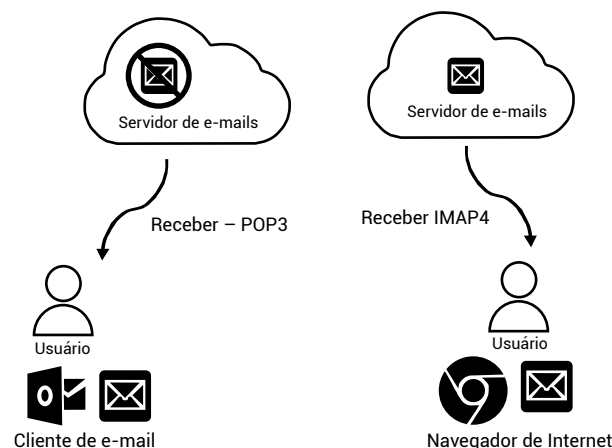 Servidor de e-mails
Servidor de e-mails
Receber – POP3
Receber IMAP4
Usuário
Usuário
Cliente de e-mail
Navegador de Internet